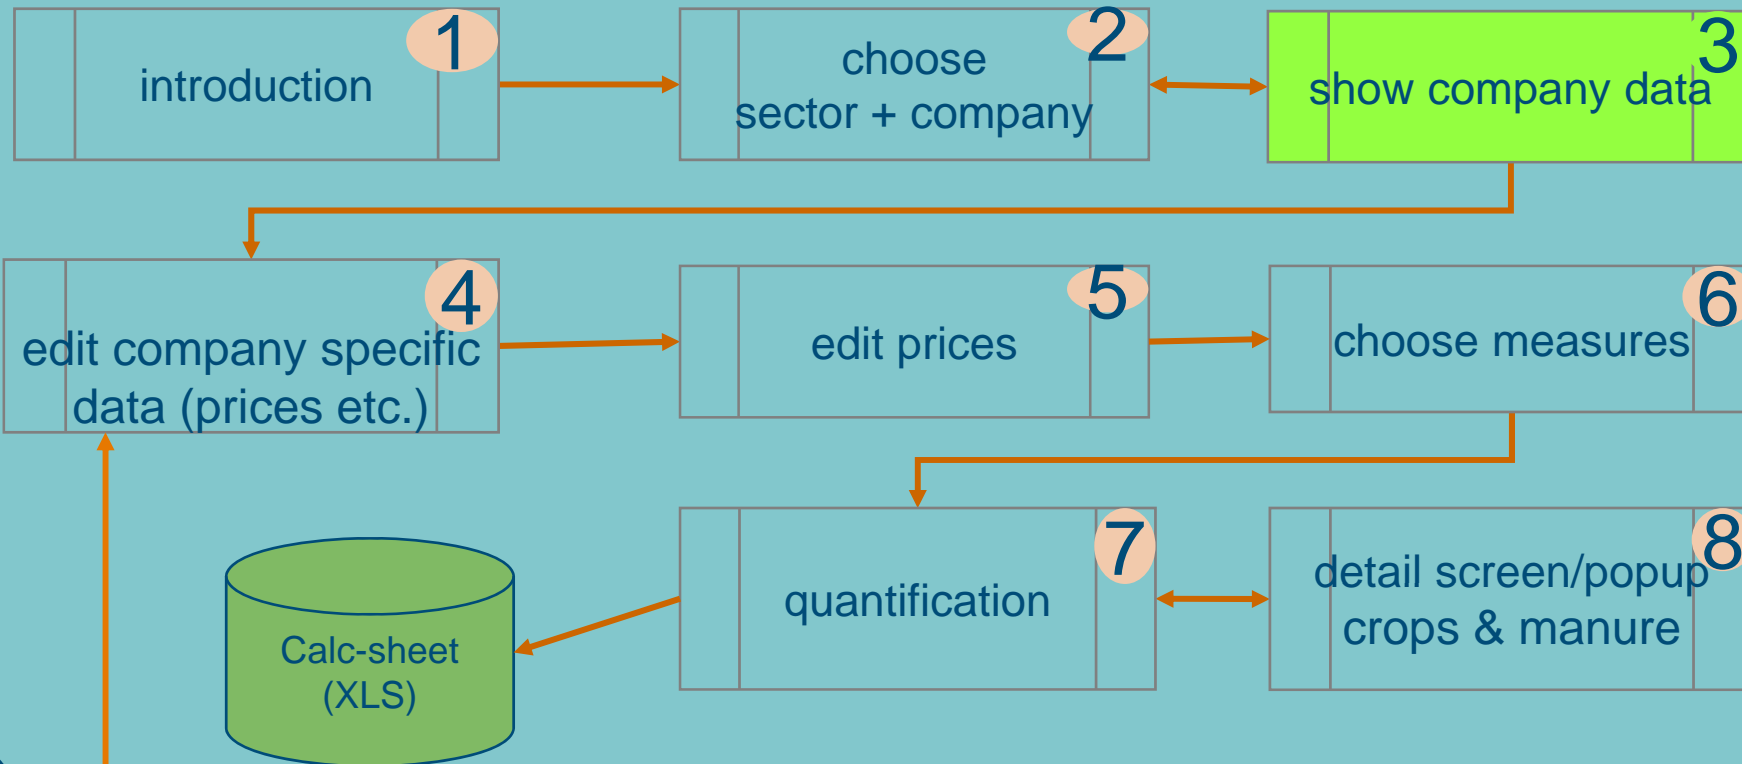 1
introduction
2
choose
sector + company
3
show company data
4
edit company specific
data (prices etc.)
5
edit prices
6
choose measures
7
quantification
8
detail screen/popup
crops & manure
Calc-sheet
(XLS)